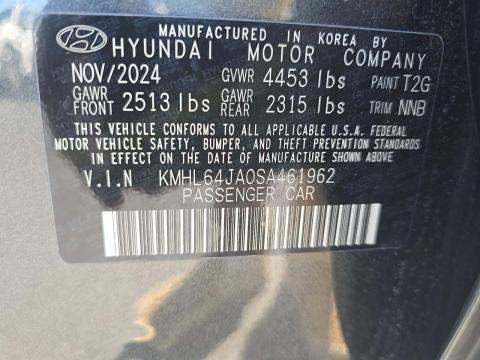 MANUFACTURED IN KOREA BY
HYUNDAI MOTOR COMPANY
NOV/2024 GVWR 4453 lbs PAINT T2G
GAWR FRONT 2513 lbs GAWR REAR 2315 lbs TRIM NNB
THIS VEHICLE CONFORMS TO ALL APPLICABLE U.S.A. FEDERAL
MOTOR VEHICLE SAFETY, BUMPER, AND THEFT PREVENTION STANDARDS
IN EFFECT ON THE DATE OF MANUFACTURE SHOWN ABOVE.
V.I.N KMHL64JA0SA461962
PASSENGER CAR